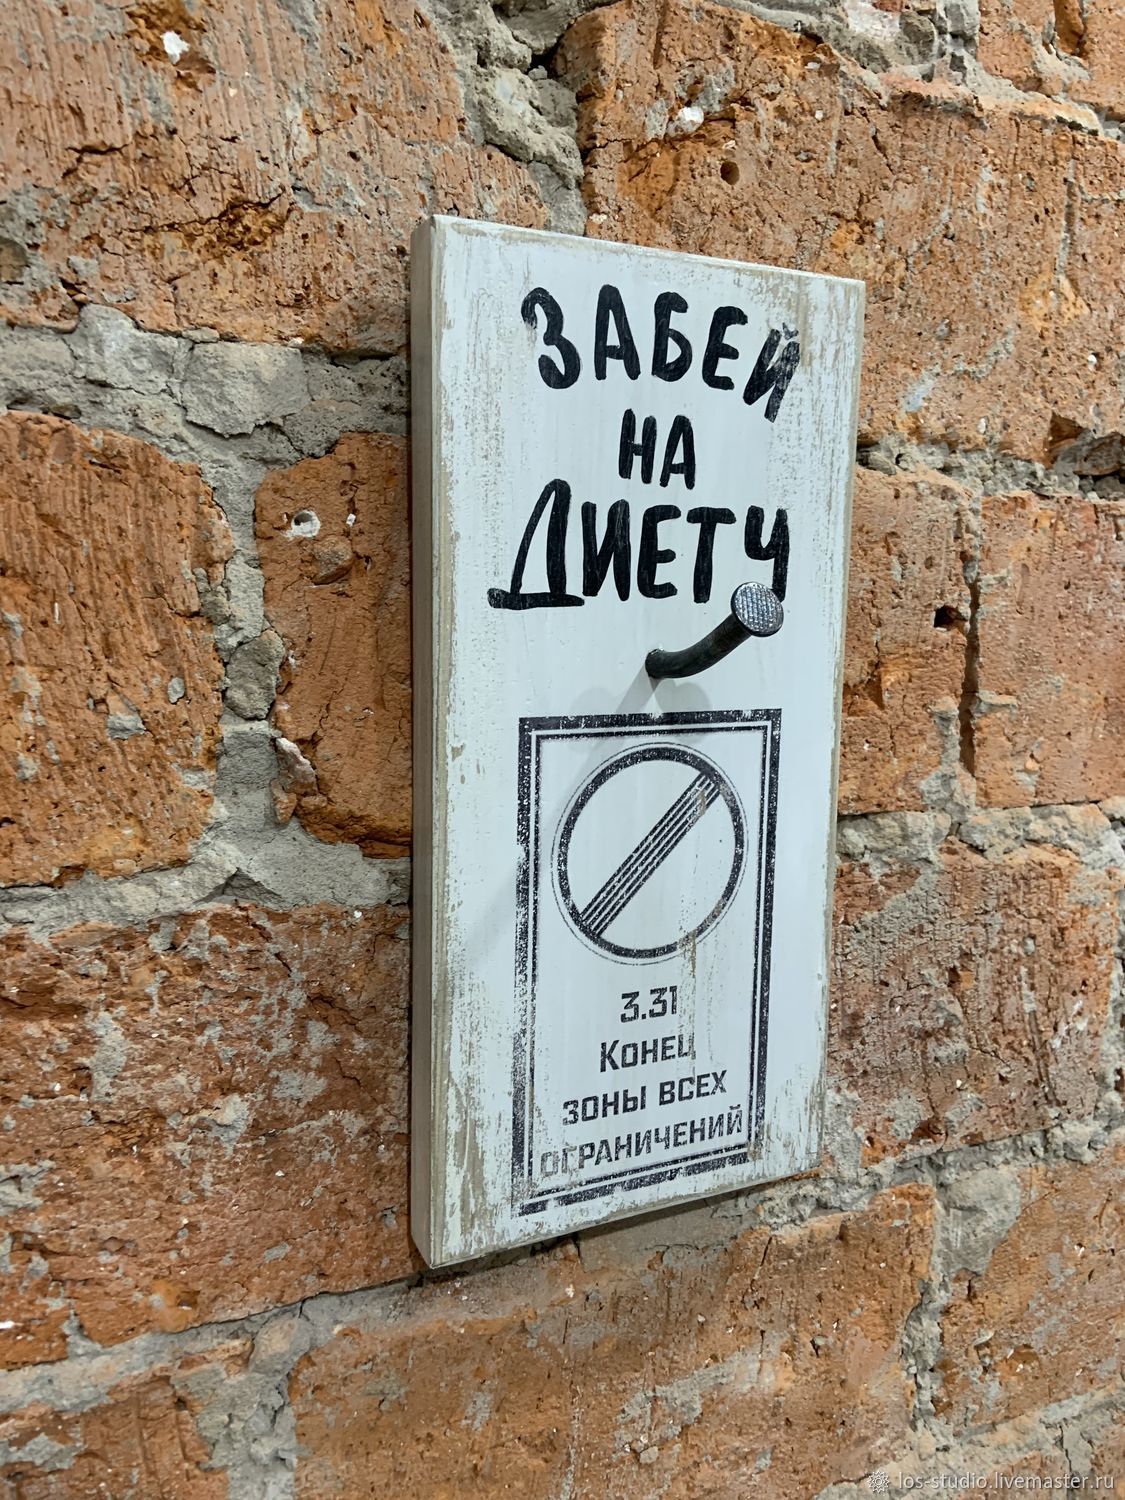 ЗАБЕЙ
НА
ДИЕТУ
3.31
Конец
зоны всех
ограничений
los-studio.livemaster.ru